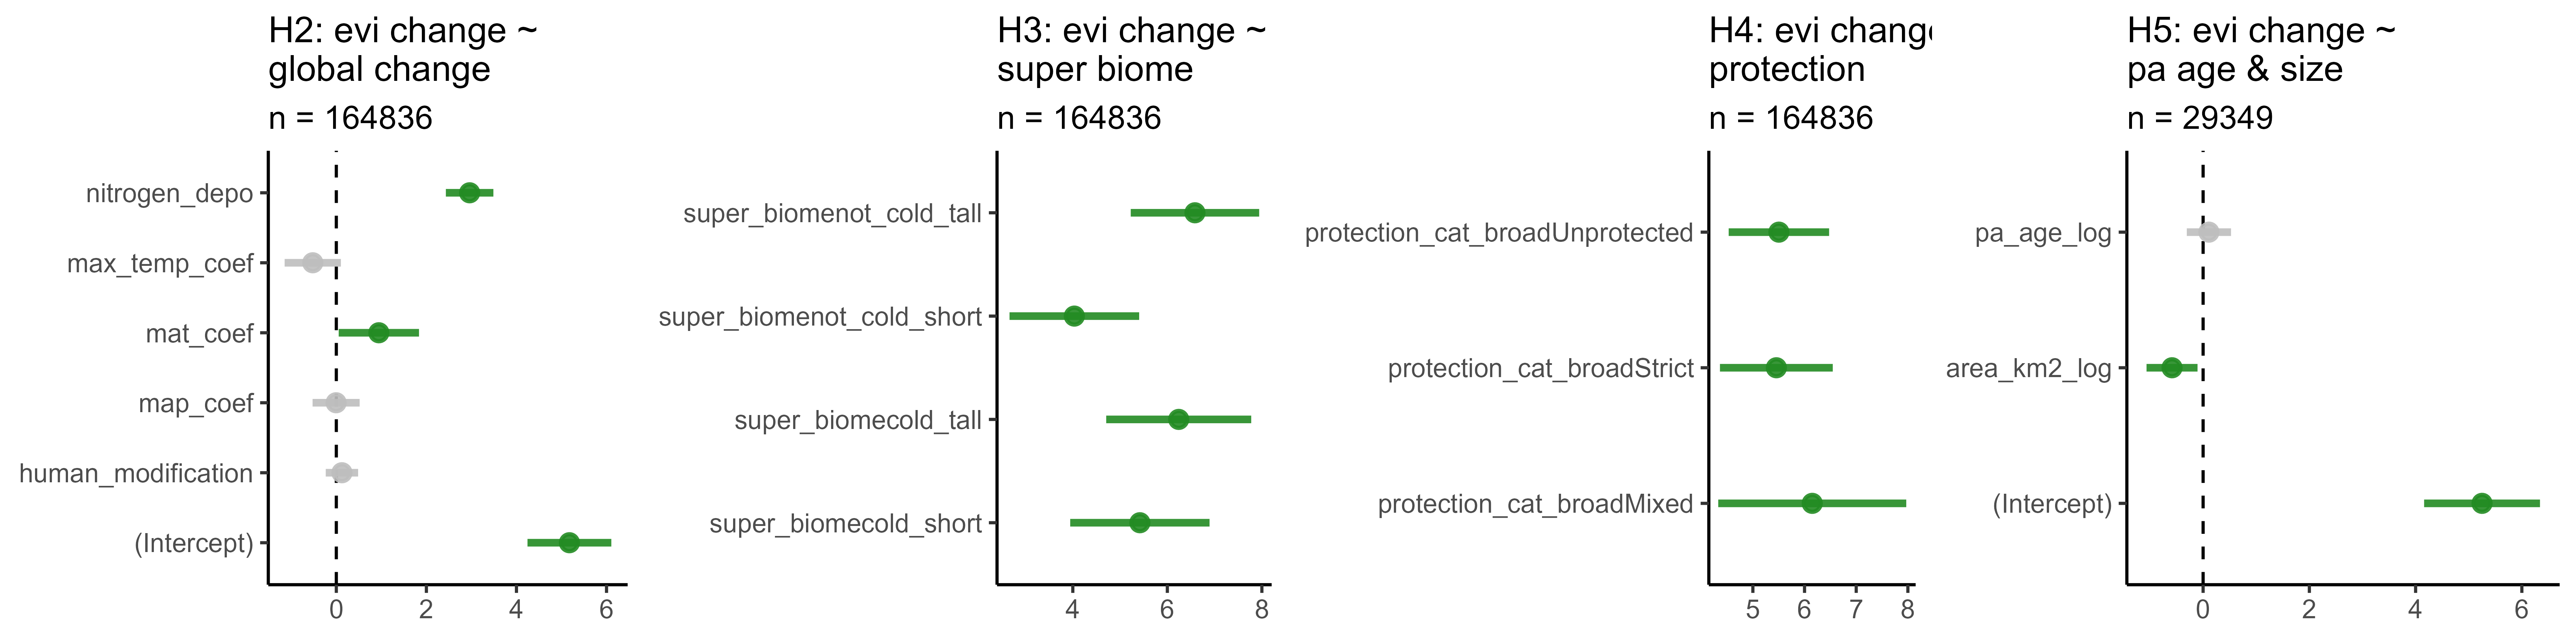 H2: evi change ~
global change
n = 164836
nitrogen_depo
max_temp_coef
mat_coef
map_coef
human_modification
(Intercept)
0 2 4 6
H3: evi change ~
super biome
n = 164836
super_biomenot_cold_tall
super_biomenot_cold_short
super_biomecold_tall
super_biomecold_short
4 6 8
H4: evi chang
protection
n = 164836
protection_cat_broadUnprotected
protection_cat_broadStrict
protection_cat_broadMixed
5 6 7 8
H5: evi change ~
pa age & size
n = 29349
pa_age_log
area_km2_log
(Intercept)
0 2 4 6